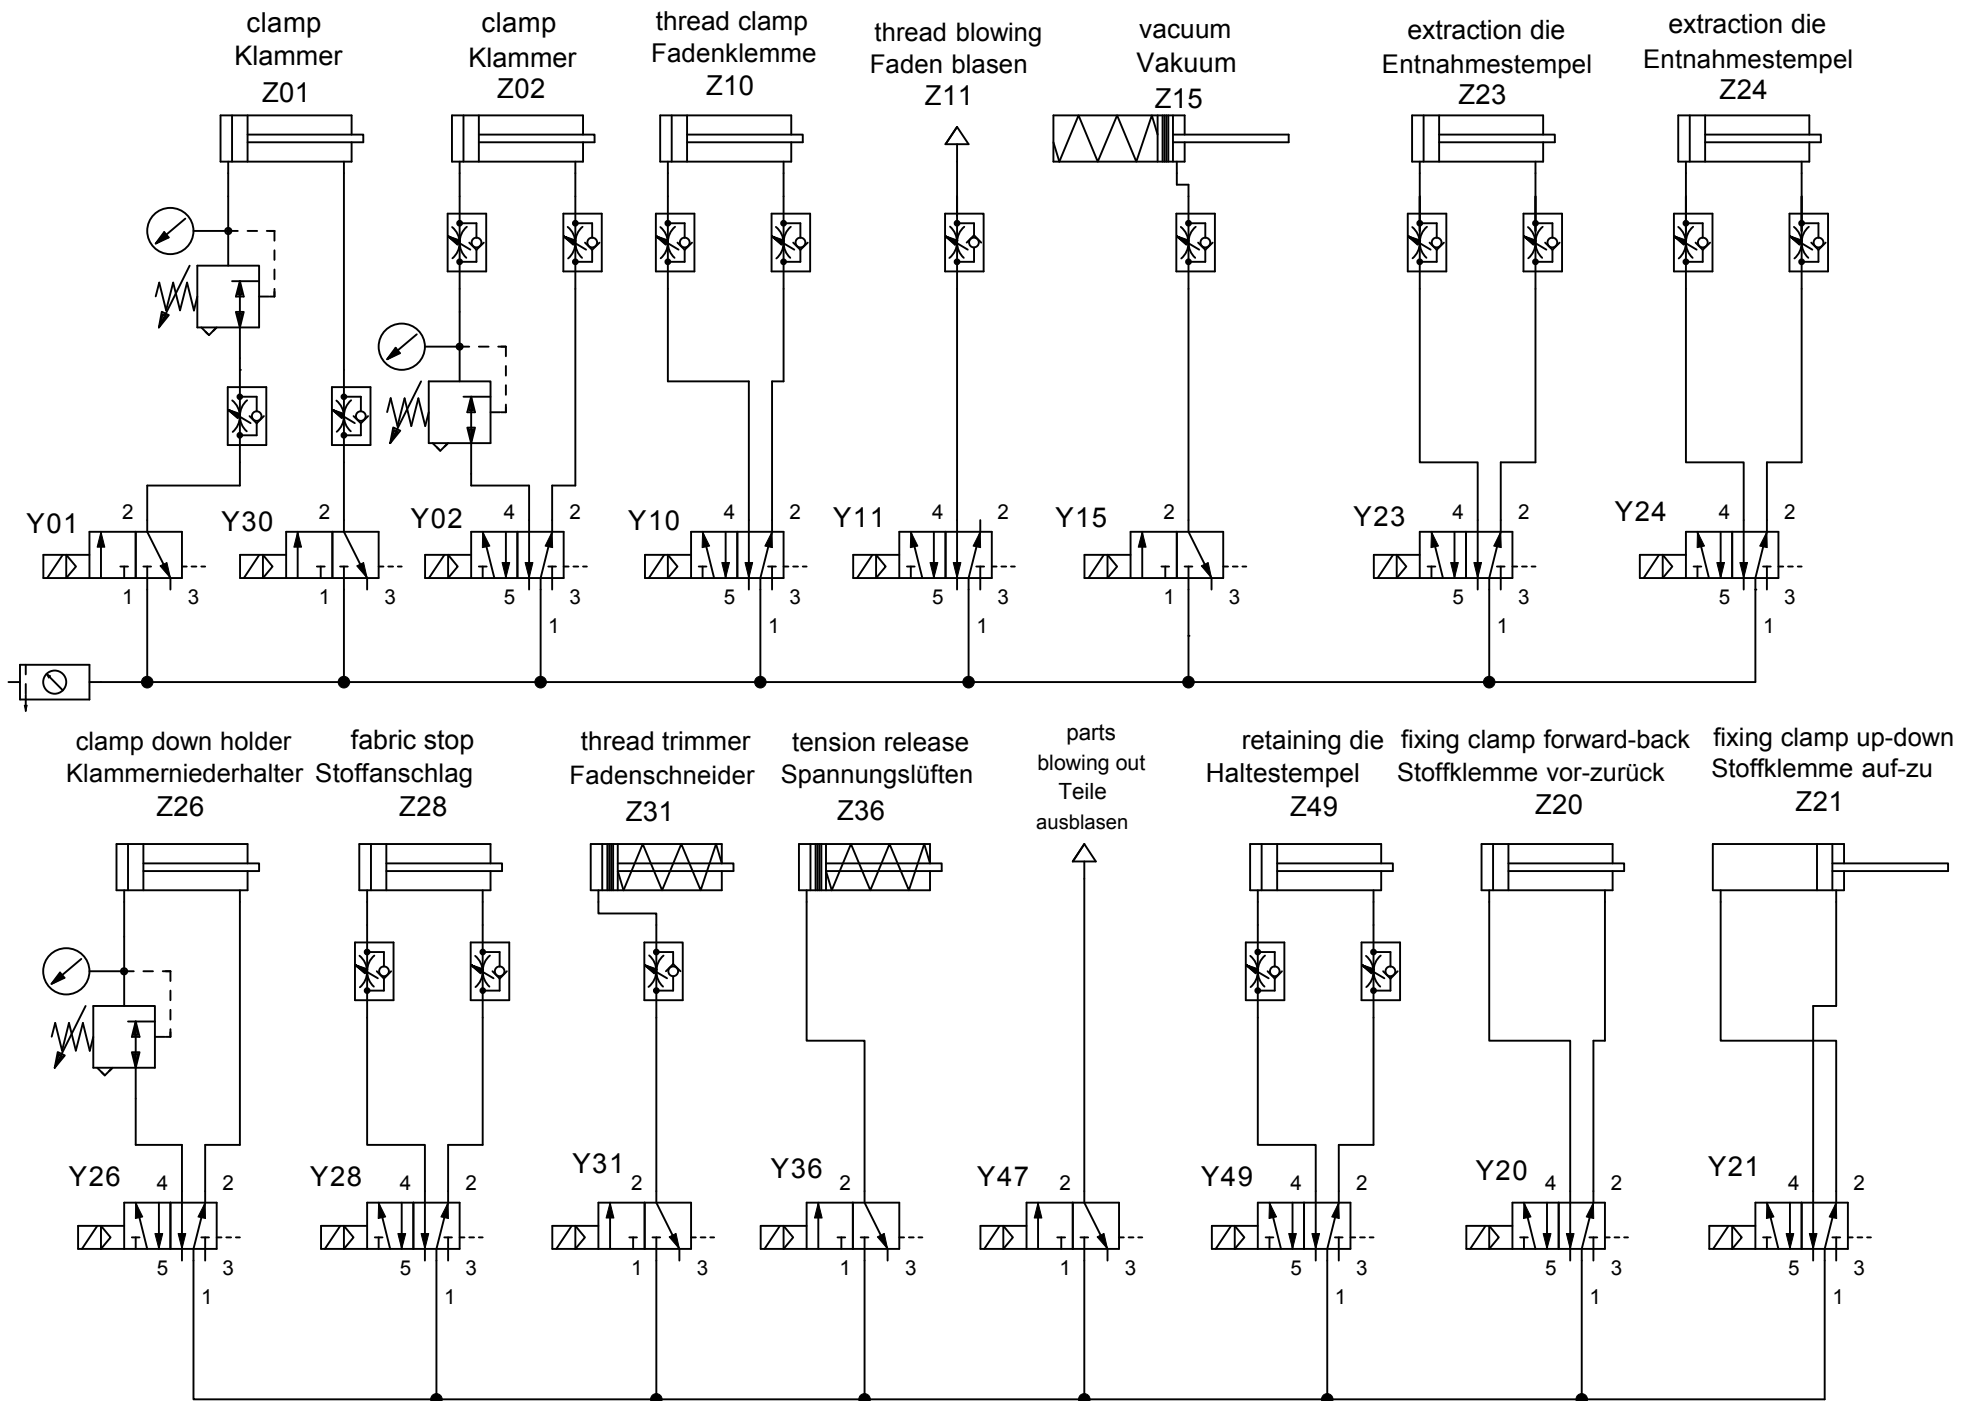 clamp
Klammer
Z01
clamp
Klammer
Z02
thread clamp
Fadenklemme
Z10
thread blowing
Faden blasen
Z11
vacuum
Vakuum
Z15
extraction die
Entnahmestempel
Z23
extraction die
Entnahmestempel
Z24
Y01 2
1 3
Y30 2
1 3
Y02 4 2
5 3
1
Y10 4 2
5 3
1
Y11 4 2
5 3
1
Y15 2
1 3
Y23 4 2
5 3
1
Y24 4 2
5 3
1
clamp down holder
Klammerniederhalter
Z26
fabric stop
Stoffanschlag
Z28
thread trimmer
Fadenschneider
Z31
tension release
Spannungslüften
Z36
parts
blowing out
Teile
ausblasen
retaining die
Haltestempel
Z49
fixing clamp forward-back
Stoffklemme vor-zurück
Z20
fixing clamp up-down
Stoffklemme auf-zu
Z21
Y26 4 2
5 3
1
Y28 4 2
5 3
1
Y31 2
1 3
Y36 2
1 3
Y47 2
1 3
Y49 4 2
5 3
1
Y20 4 2
5 3
1
Y21 4 2
5 3
1